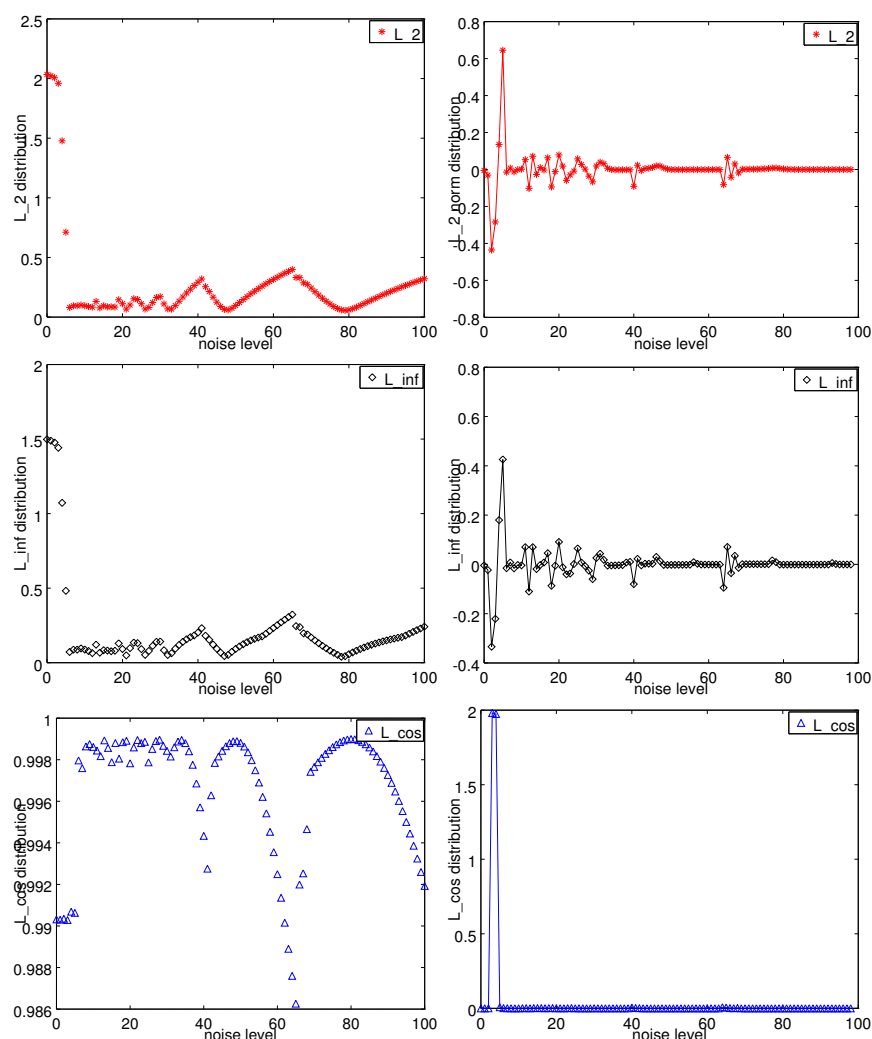 2.5
2
1.5
1
0.5
0
0 20 40 60 80 100
L_2 distribution
noise level
L_2
0.8
0.6
0.4
0.2
0
-0.2
-0.4
-0.6
-0.8
0 20 40 60 80 100
L_2 norm distribution
noise level
L_2
2
1.5
1
0.5
0
0 20 40 60 80 100
L_inf distribution
noise level
L_inf
0.8
0.6
0.4
0.2
0
-0.2
-0.4
0 20 40 60 80 100
L_inf distribution
noise level
L_inf
1
0.998
0.996
0.994
0.992
0.99
0.988
0.986
0 20 40 60 80 100
L_cos distribution
noise level
L_cos
2
1.5
1
0.5
0
0 20 40 60 80 100
L_cos distribution
noise level
L_cos